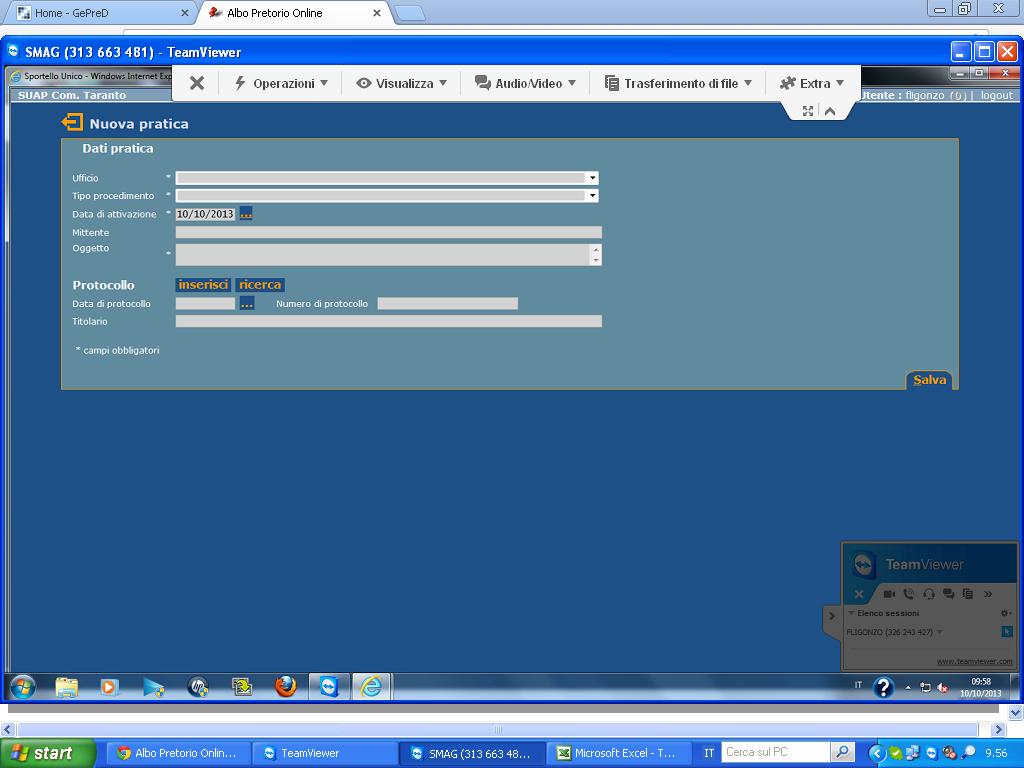 Home - GePreD
Albo Pretorio Online
SMAG (313 663 481) - TeamViewer
Sportello Unico - Windows Internet Exp
Operazioni
Visualizza
Audio/Video
Trasferimento di file
Extra
SUAP Com. Taranto
Utente : fligonzo (0) | logout
Nuova pratica
Dati pratica
Ufficio *
Tipo procedimento *
Data di attivazione * 10/10/2013 ...
Mittente
Oggetto *
Protocollo inserisci ricerca
Data di protocollo ... Numero di protocollo
Titolario
* campi obbligatori
Salva
TeamViewer
Elenco sessioni
FLIGONZO (326 243 427)
www.teamviewer.com
IT
09:58
10/10/2013
start
Albo Pretorio Onlin...
TeamViewer
SMAG (313 663 48...
Microsoft Excel - T...
IT
Cerca sul PC
9.56